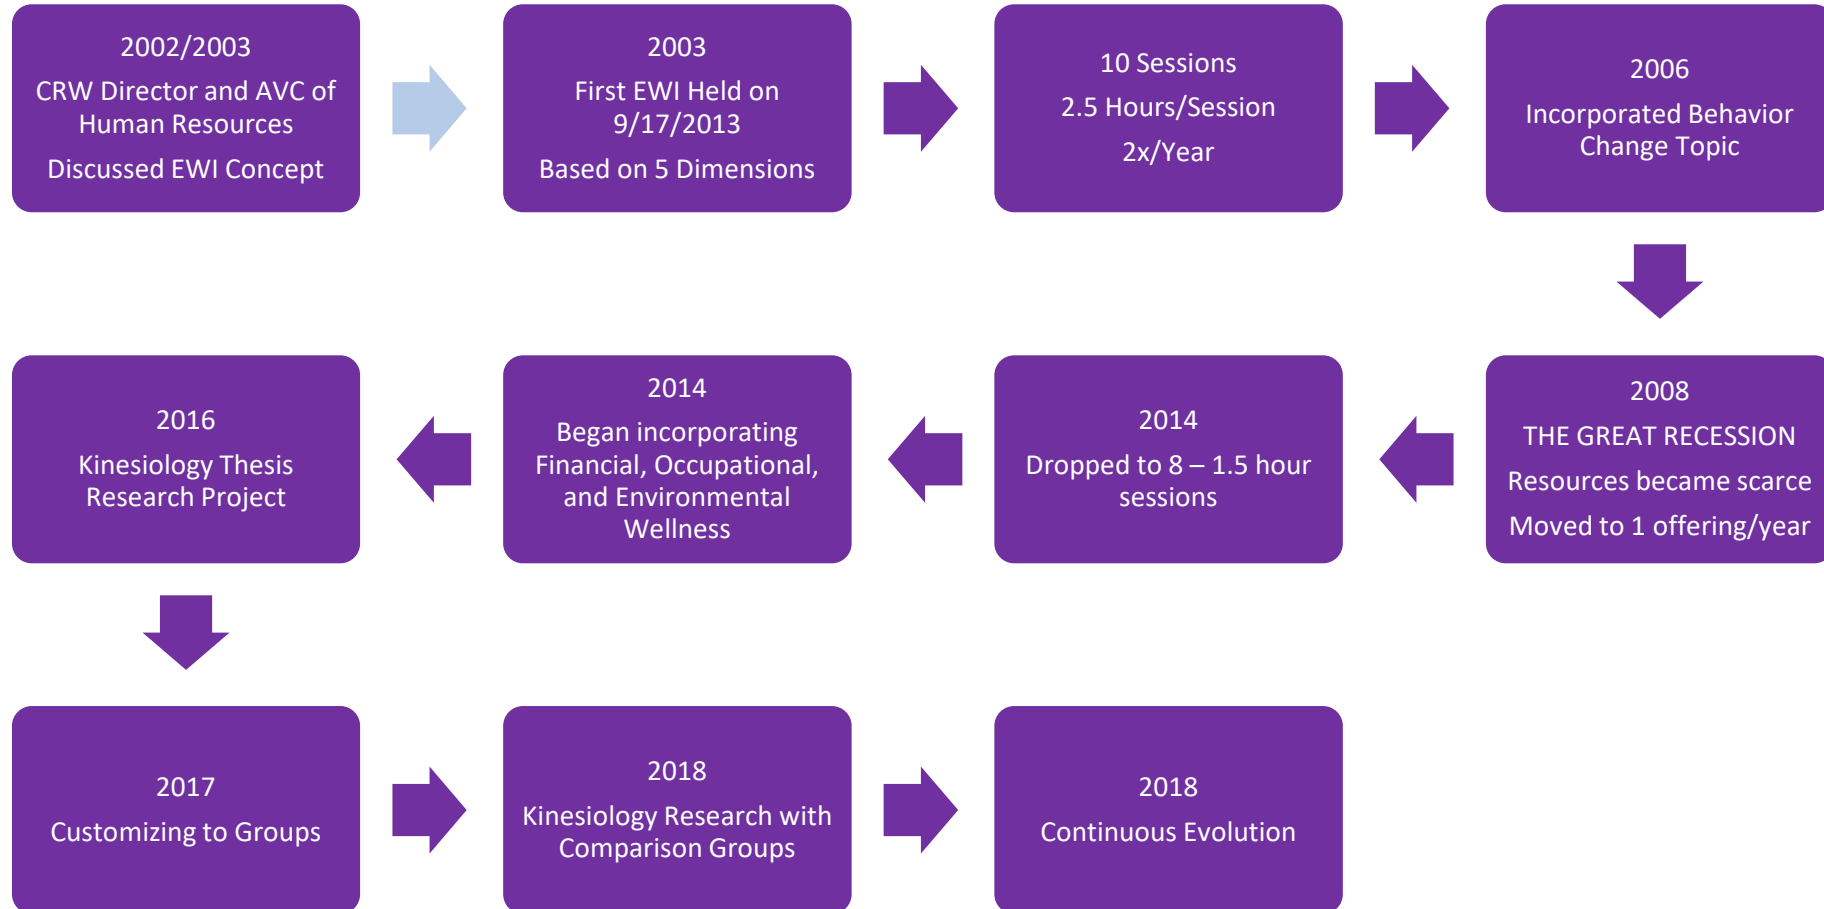 2002/2003
CRW Director and AVC of
Human Resources
Discussed EWI Concept
2003
First EWI Held on
9/17/2013
Based on 5 Dimensions
10 Sessions
2.5 Hours/Session
2x/Year
2006
Incorporated Behavior
Change Topic
2008
THE GREAT RECESSION
Resources became scarce
Moved to 1 offering/year
2014
Dropped to 8 – 1.5 hour
sessions
2014
Began incorporating
Financial, Occupational,
and Environmental
Wellness
2016
Kinesiology Thesis
Research Project
2017
Customizing to Groups
2018
Kinesiology Research with
Comparison Groups
2018
Continuous Evolution